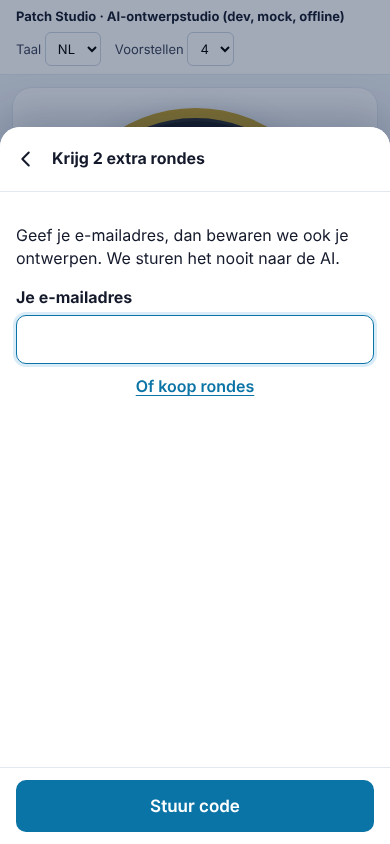 Patch Studio · AI-ontwerpstudio (dev, mock, offline)
Taal NL Voorstellen 4
Krijg 2 extra rondes
Geef je e-mailadres, dan bewaren we ook je
ontwerpen. We sturen het nooit naar de AI.
Je e-mailadres
Of koop rondes
Stuur code